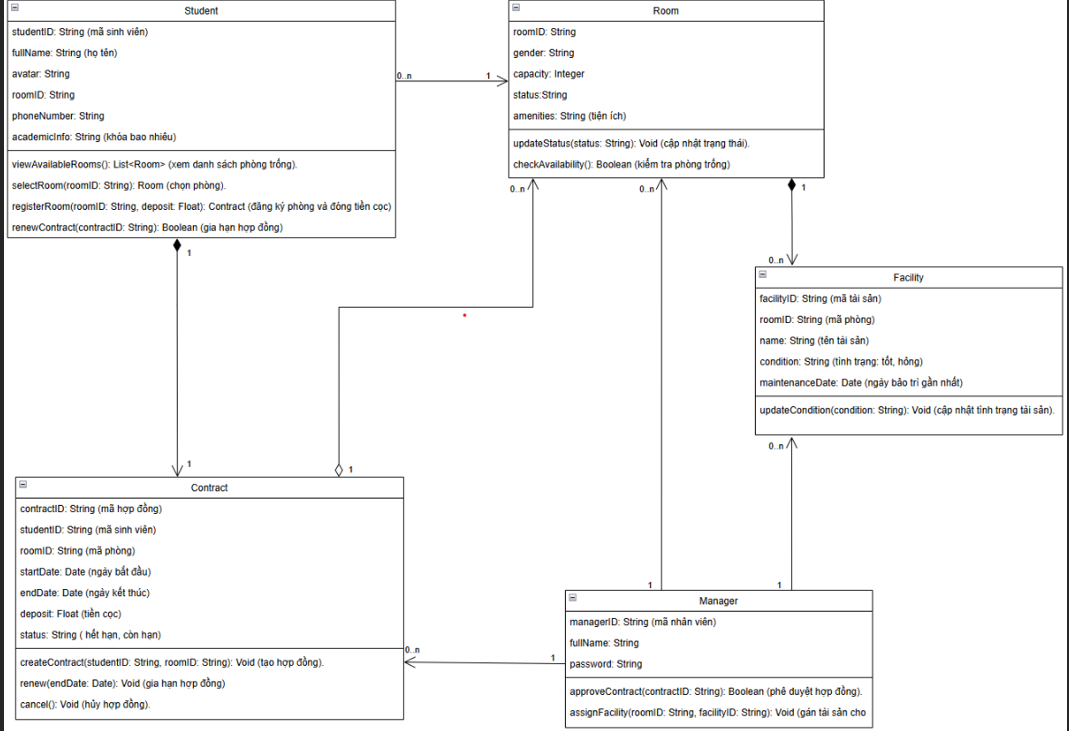 Student
studentID: String (mã sinh viên)
fullName: String (họ tên)
avatar: String
roomID: String
phoneNumber: String
academicInfo: String (khóa bao nhiêu)
viewAvailableRooms(): List<Room> (xem danh sách phòng trống).
selectRoom(roomID: String): Room (chọn phòng).
registerRoom(roomID: String, deposit: Float): Contract (đăng ký phòng và đóng tiền cọc)
renewContract(contractID: String): Boolean (gia hạn hợp đồng)
0..n
1
Room
roomID: String
gender: String
capacity: Integer
status:String
amenities: String (tiện ích)
updateStatus(status: String): Void (cập nhật trạng thái).
checkAvailability(): Boolean (kiểm tra phòng trống)
0..n
0..n
1
1
0..n
Facility
facilityID: String (mã tài sản)
roomID: String (mã phòng)
name: String (tên tài sản)
condition: String (tình trạng: tốt, hỏng)
maintenanceDate: Date (ngày bảo trì gần nhất)
updateCondition(condition: String): Void (cập nhật tình trạng tài sản).
0..n
1
1
Contract
contractID: String (mã hợp đồng)
studentID: String (mã sinh viên)
roomID: String (mã phòng)
startDate: Date (ngày bắt đầu)
endDate: Date (ngày kết thúc)
deposit: Float (tiền cọc)
status: String ( hết hạn, còn hạn)
createContract(studentID: String, roomID: String): Void (tạo hợp đồng).
renew(endDate: Date): Void (gia hạn hợp đồng)
cancel(): Void (hủy hợp đồng).
0..n
1
1
1
Manager
managerID: String (mã nhân viên)
fullName: String
password: String
approveContract(contractID: String): Boolean (phê duyệt hợp đồng).
assignFacility(roomID: String, facilityID: String): Void (gán tài sản cho